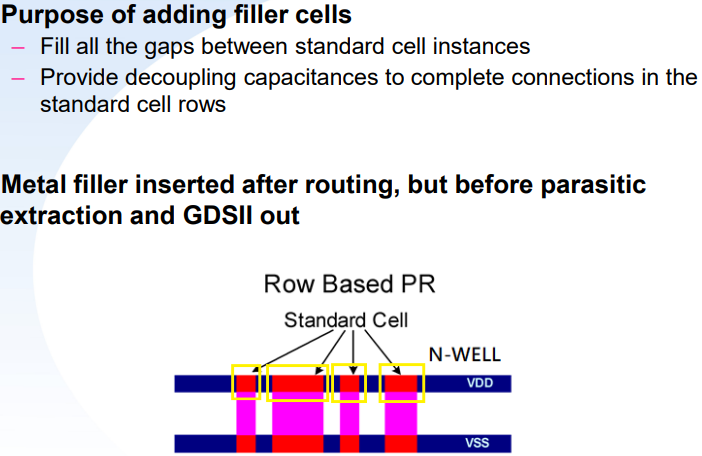 Purpose of adding filler cells
– Fill all the gaps between standard cell instances
– Provide decoupling capacitances to complete connections in the
standard cell rows
Metal filler inserted after routing, but before parasitic
extraction and GDSII out
Row Based PR
Standard Cell
N-WELL
VDD
VSS